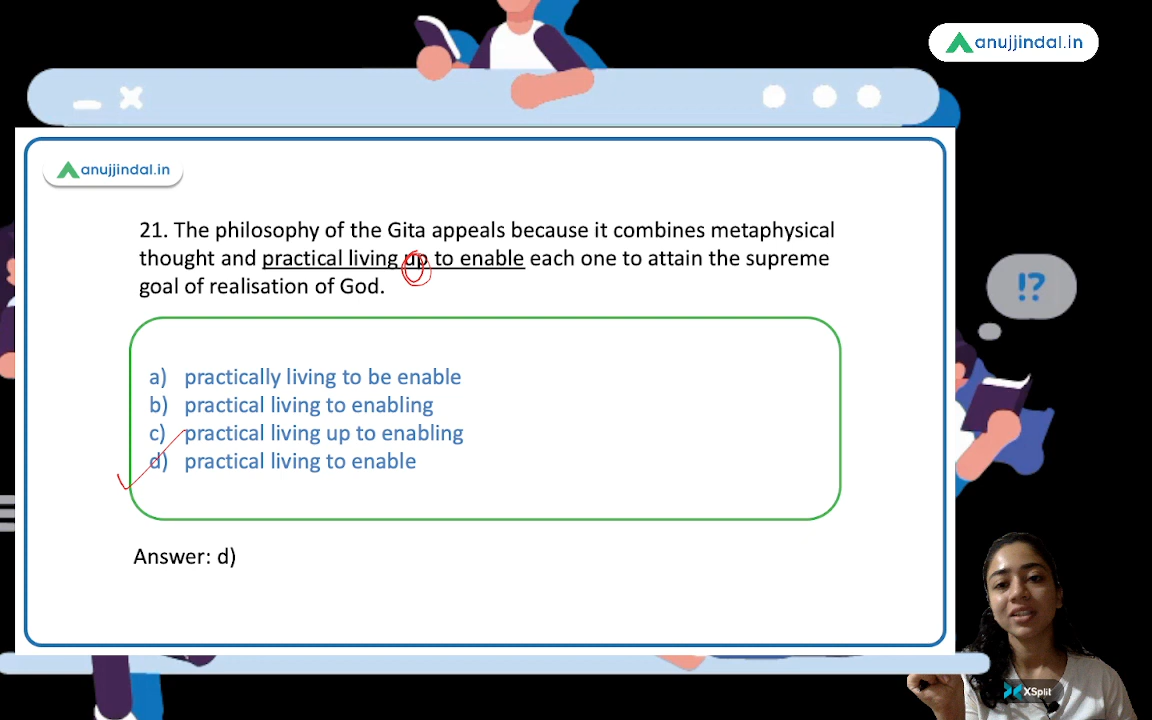 anujjindal.in
anujjindal.in
21. The philosophy of the Gita appeals because it combines metaphysical
thought and practical living up to enable each one to attain the supreme
goal of realisation of God.
!?
a) practically living to be enable
b) practical living to enabling
c) practical living up to enabling
d) practical living to enable
Answer: d)
XSplit